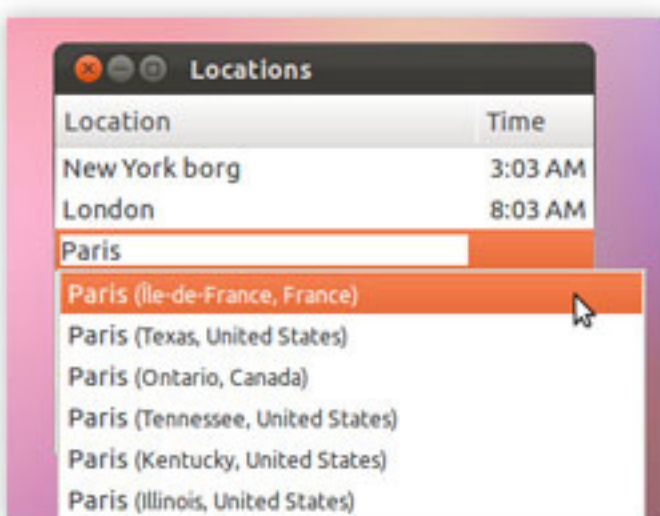 Locations
Location Time
New York borg 3:03 AM
London 8:03 AM
Paris
Paris (Île-de-France, France)
Paris (Texas, United States)
Paris (Ontario, Canada)
Paris (Tennessee, United States)
Paris (Kentucky, United States)
Paris (Illinois, United States)